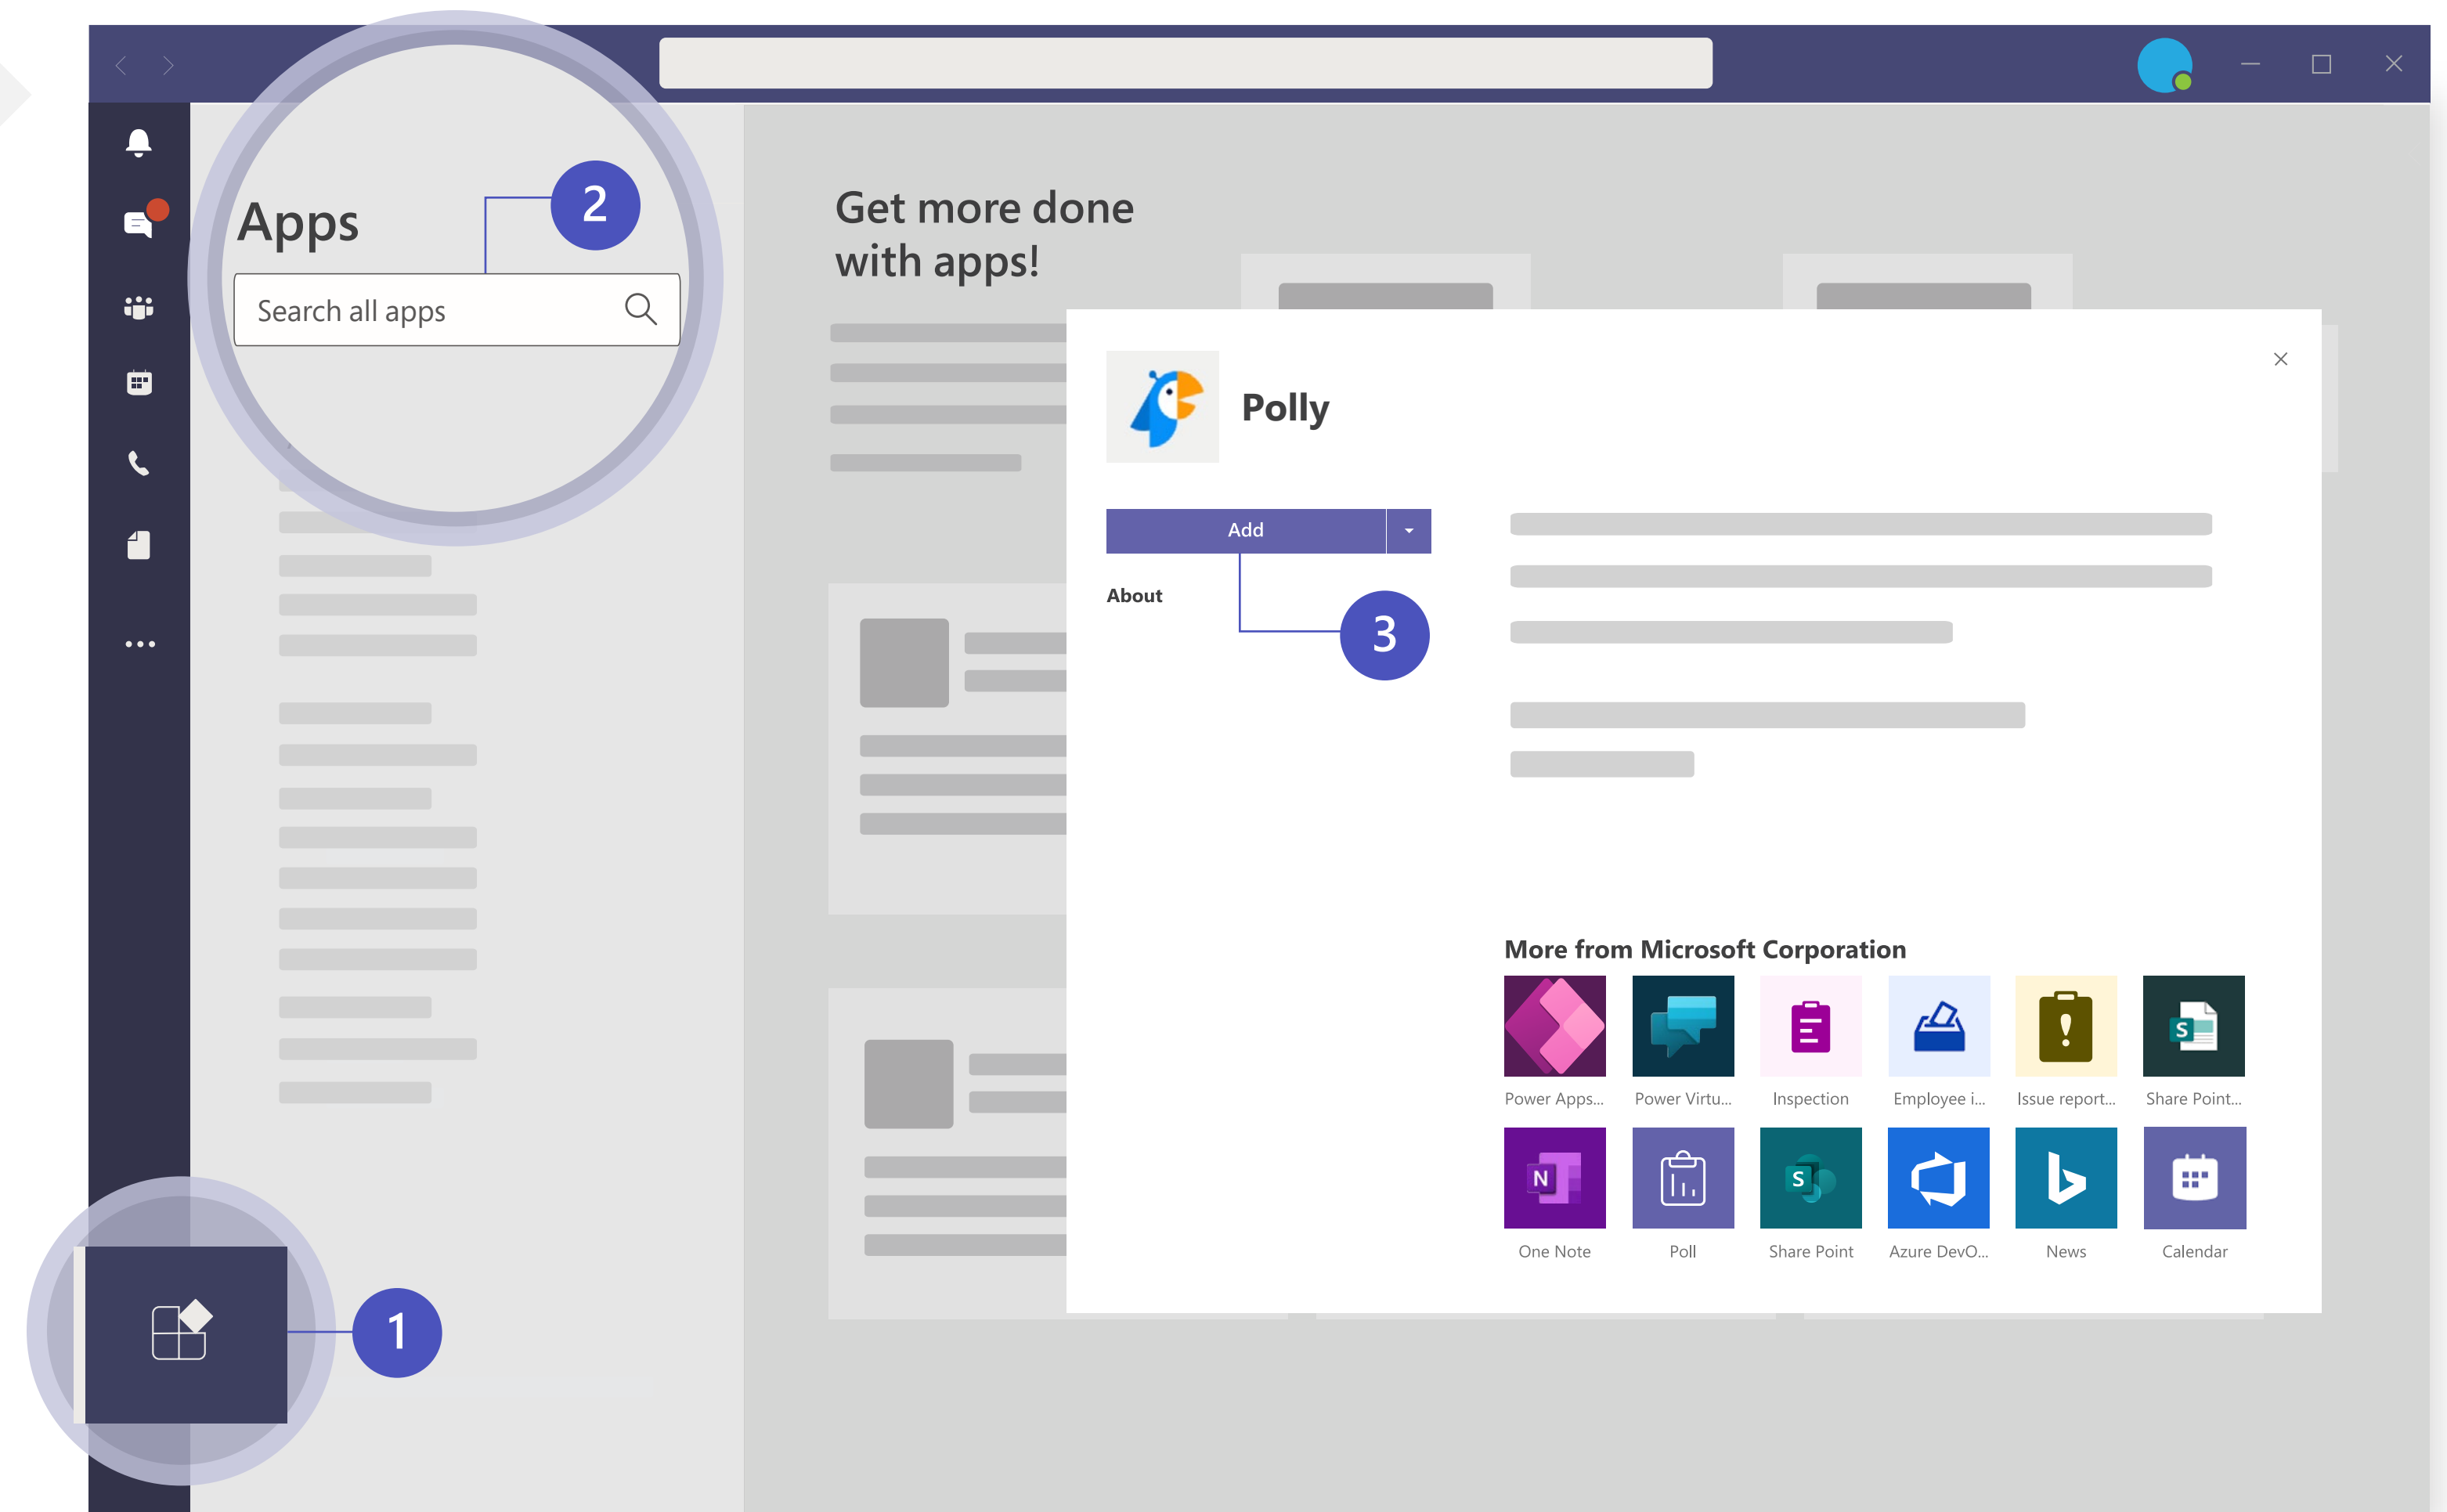 Apps
2
Search all apps
Get more done
with apps!
Polly
Add
About
3
More from Microsoft Corporation
Power Apps...
Power Virtu...
Inspection
Employee i...
Issue report...
Share Point...
S
N
S
One Note
Poll
Share Point
Azure DevO...
News
Calendar
1